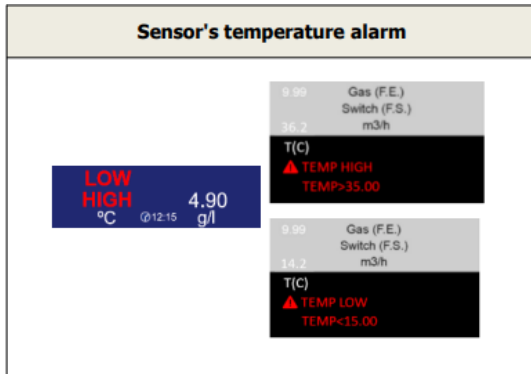 Sensor's temperature alarm
LOW
HIGH 4.90
ºC 12:15 g/l
9.99 Gas (F.E.)
Switch (F.S.)
36.2 m3/h
T(C)
TEMP HIGH
TEMP>35.00
9.99 Gas (F.E.)
Switch (F.S.)
14.2 m3/h
T(C)
TEMP LOW
TEMP<15.00